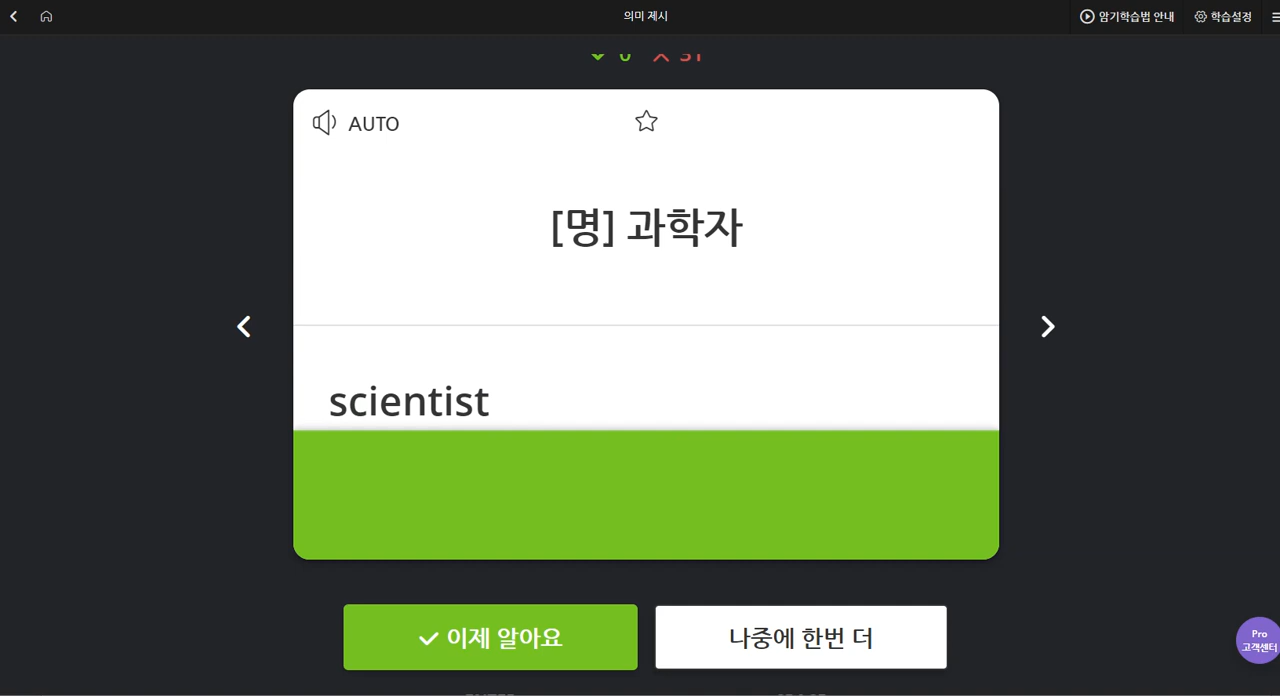 의미 제시
암기학습법 안내
학습설정
AUTO
[명] 과학자
scientist
이제 알아요
나중에 한번 더
Pro
고객센터